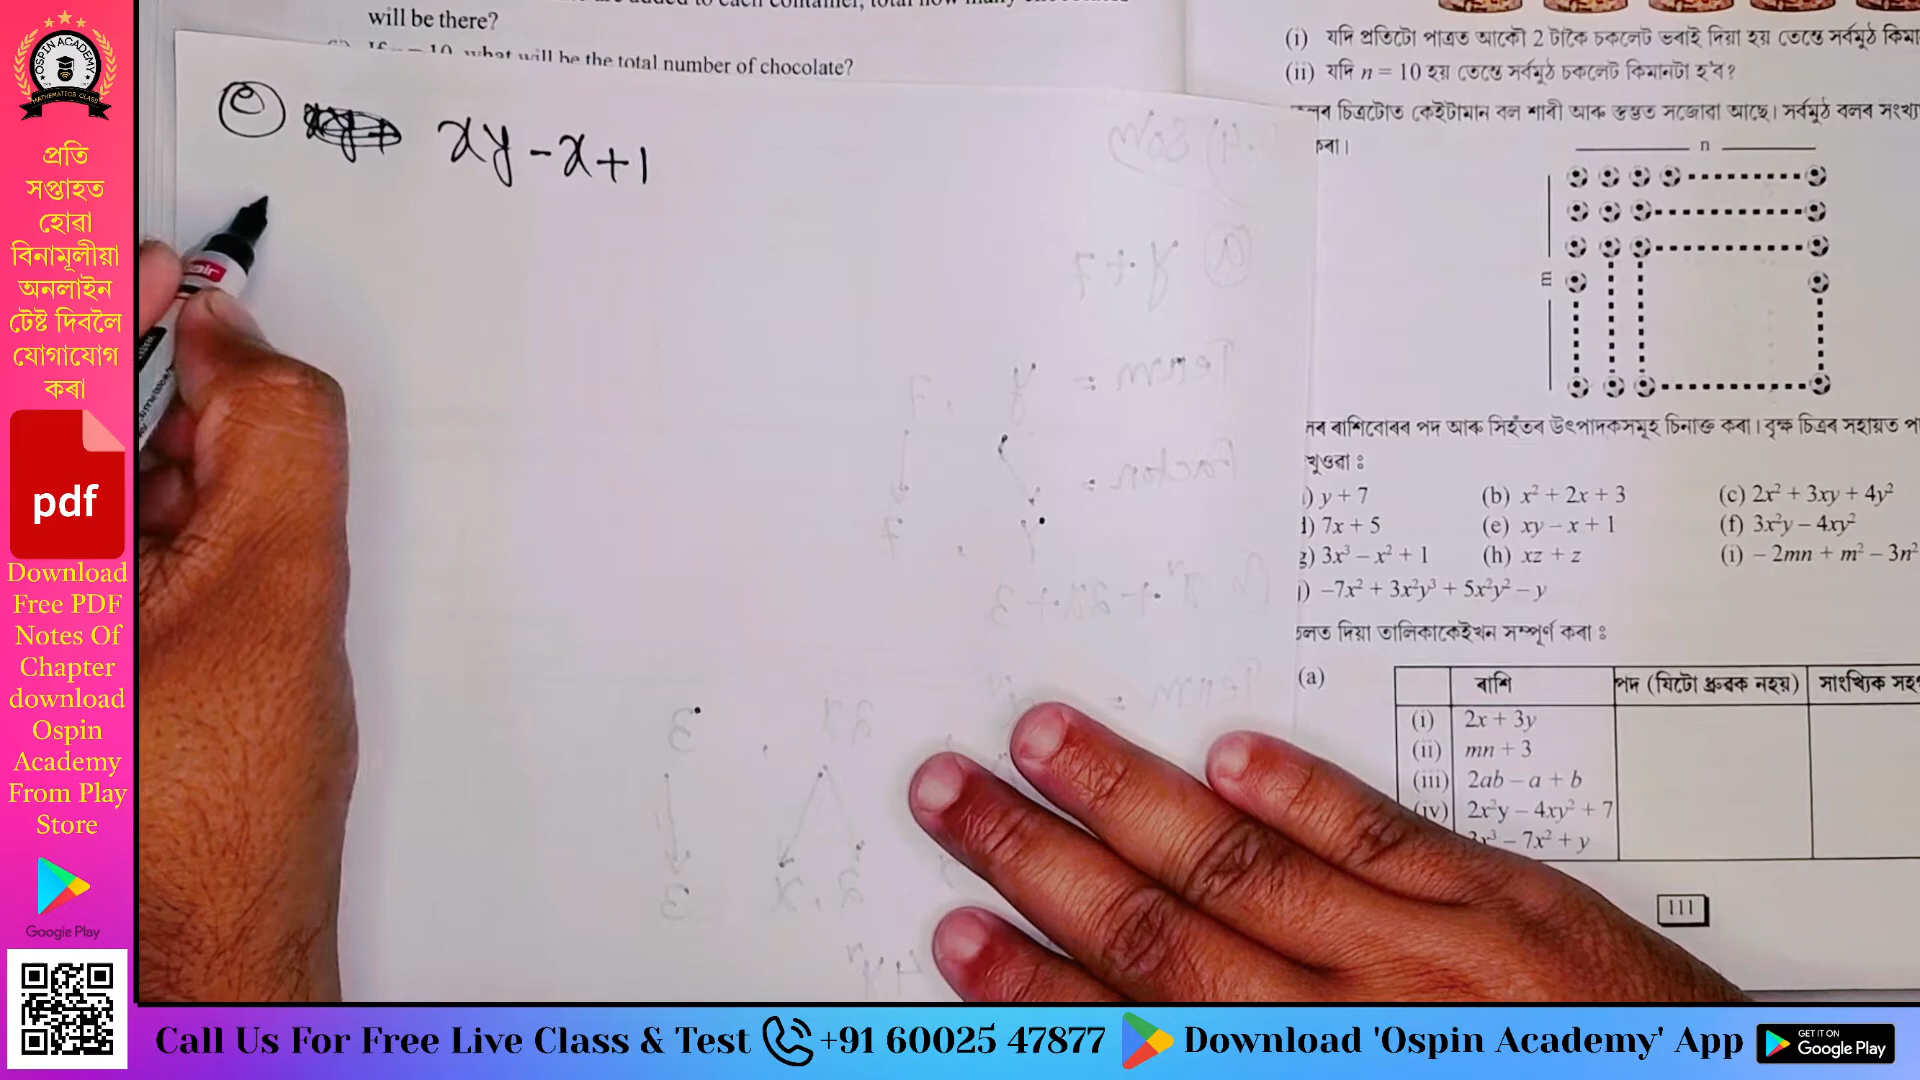 OSPIN ACADEMY
MATHEMATICS CLASS
প্ৰতি
সপ্তাহত
হোৱা
বিনামূলীয়া
অনলাইন
টেষ্ট দিবলৈ
যোগাযোগ
কৰা
pdf
Download
Free PDF
Notes Of
Chapter
download
Ospin
Academy
From Play
Store
Google Play
will be there?
what will be the total number of chocolate?
(e) xy - x + 1
(i) যদি প্ৰতিটো পাত্ৰত আকৌ 2 টাকৈ চকলেট ভৰাই দিয়া হয় তেন্তে সৰ্বমুঠ
(ii) যদি n = 10 হয় তেন্তে সৰ্বমুঠ চকলেট কিমানটা হ'ব?
চিত্ৰটোত কেইটামান বল শাৰী আৰু স্তম্ভত সজোৱা আছে। সৰ্বমুঠ বলৰ সংখ্যা
n
m
ৰাশিবোৰৰ পদ আৰু সিহঁতৰ উৎপাদকসমূহ চিনাক্ত কৰা। বৃক্ষ চিত্ৰৰ সহায়ত
) y + 7 (b) x² + 2x + 3 (c) 2x² + 3xy + 4y²
) 7x + 5 (e) xy – x + 1 (f) 3x²y – 4xy²
) 3x³ – x² + 1 (h) xz + z (i) – 2mn + m² – 3n²
) –7x² + 3x²y³ + 5x²y² – y
দিয়া তালিকাকেইখন সম্পূৰ্ণ কৰা ঃ
(a) ৰাশি পদ (যিটো ধ্ৰুৱক নহয়) সাংখ্যিক
(i) 2x + 3y
(ii) mn + 3
(iii) 2ab – a + b
(iv) 2x²y – 4xy² + 7
– 7x² + y
111
Call Us For Free Live Class & Test +91 60025 47877 Download 'Ospin Academy' App GET IT ON Google Play